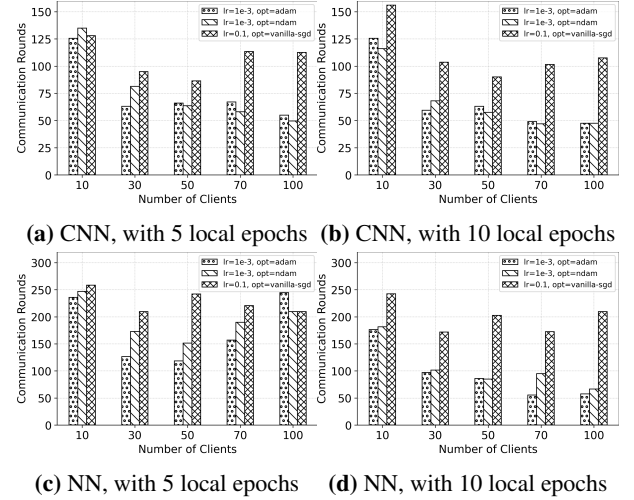 150
125
100
75
50
25
0
Communication Rounds
lr=1e-3, opt=adam
lr=1e-3, opt=ndam
lr=0.1, opt=vanilla-sgd
10 30 50 70 100
Number of Clients
(a) CNN, with 5 local epochs
150
125
100
75
50
25
0
Communication Rounds
lr=1e-3, opt=adam
lr=1e-3, opt=ndam
lr=0.1, opt=vanilla-sgd
10 30 50 70 100
Number of Clients
(b) CNN, with 10 local epochs
300
250
200
150
100
50
0
Communication Rounds
lr=1e-3, opt=adam
lr=1e-3, opt=ndam
lr=0.1, opt=vanilla-sgd
10 30 50 70 100
Number of Clients
(c) NN, with 5 local epochs
300
250
200
150
100
50
0
Communication Rounds
lr=1e-3, opt=adam
lr=1e-3, opt=ndam
lr=0.1, opt=vanilla-sgd
10 30 50 70 100
Number of Clients
(d) NN, with 10 local epochs